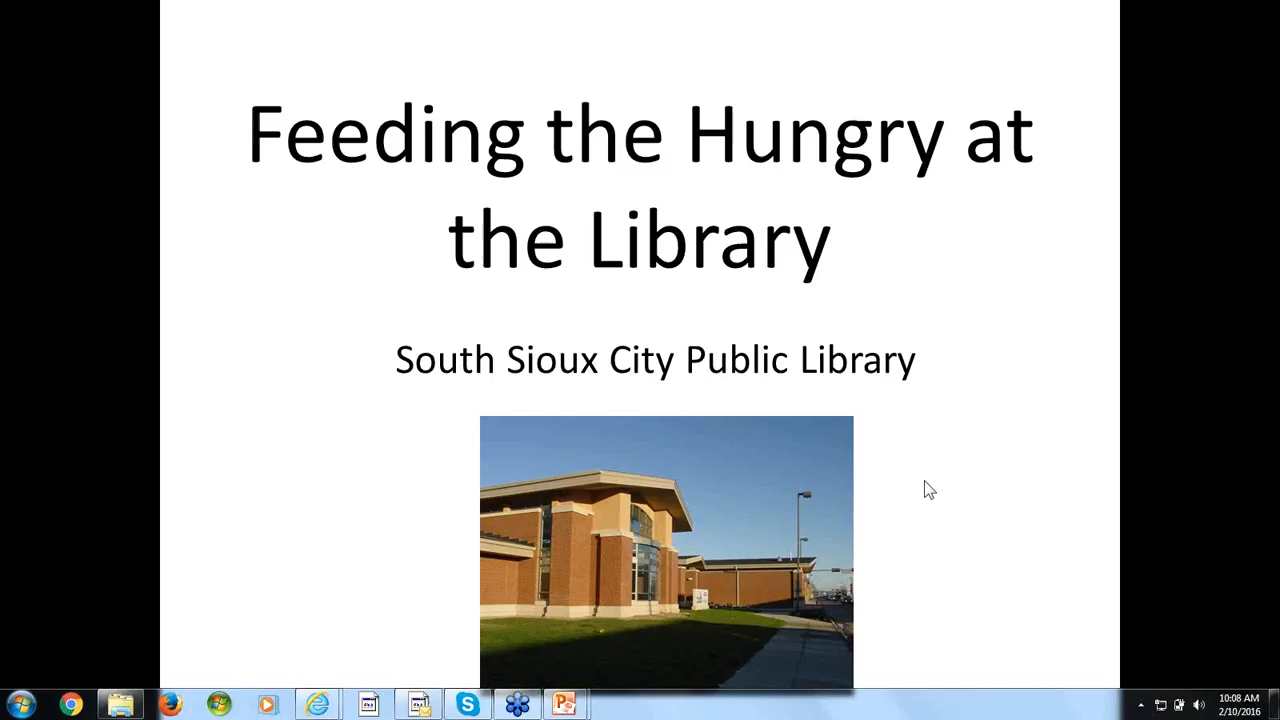 Feeding the Hungry at
the Library
South Sioux City Public Library
10:08 AM
2/10/2016